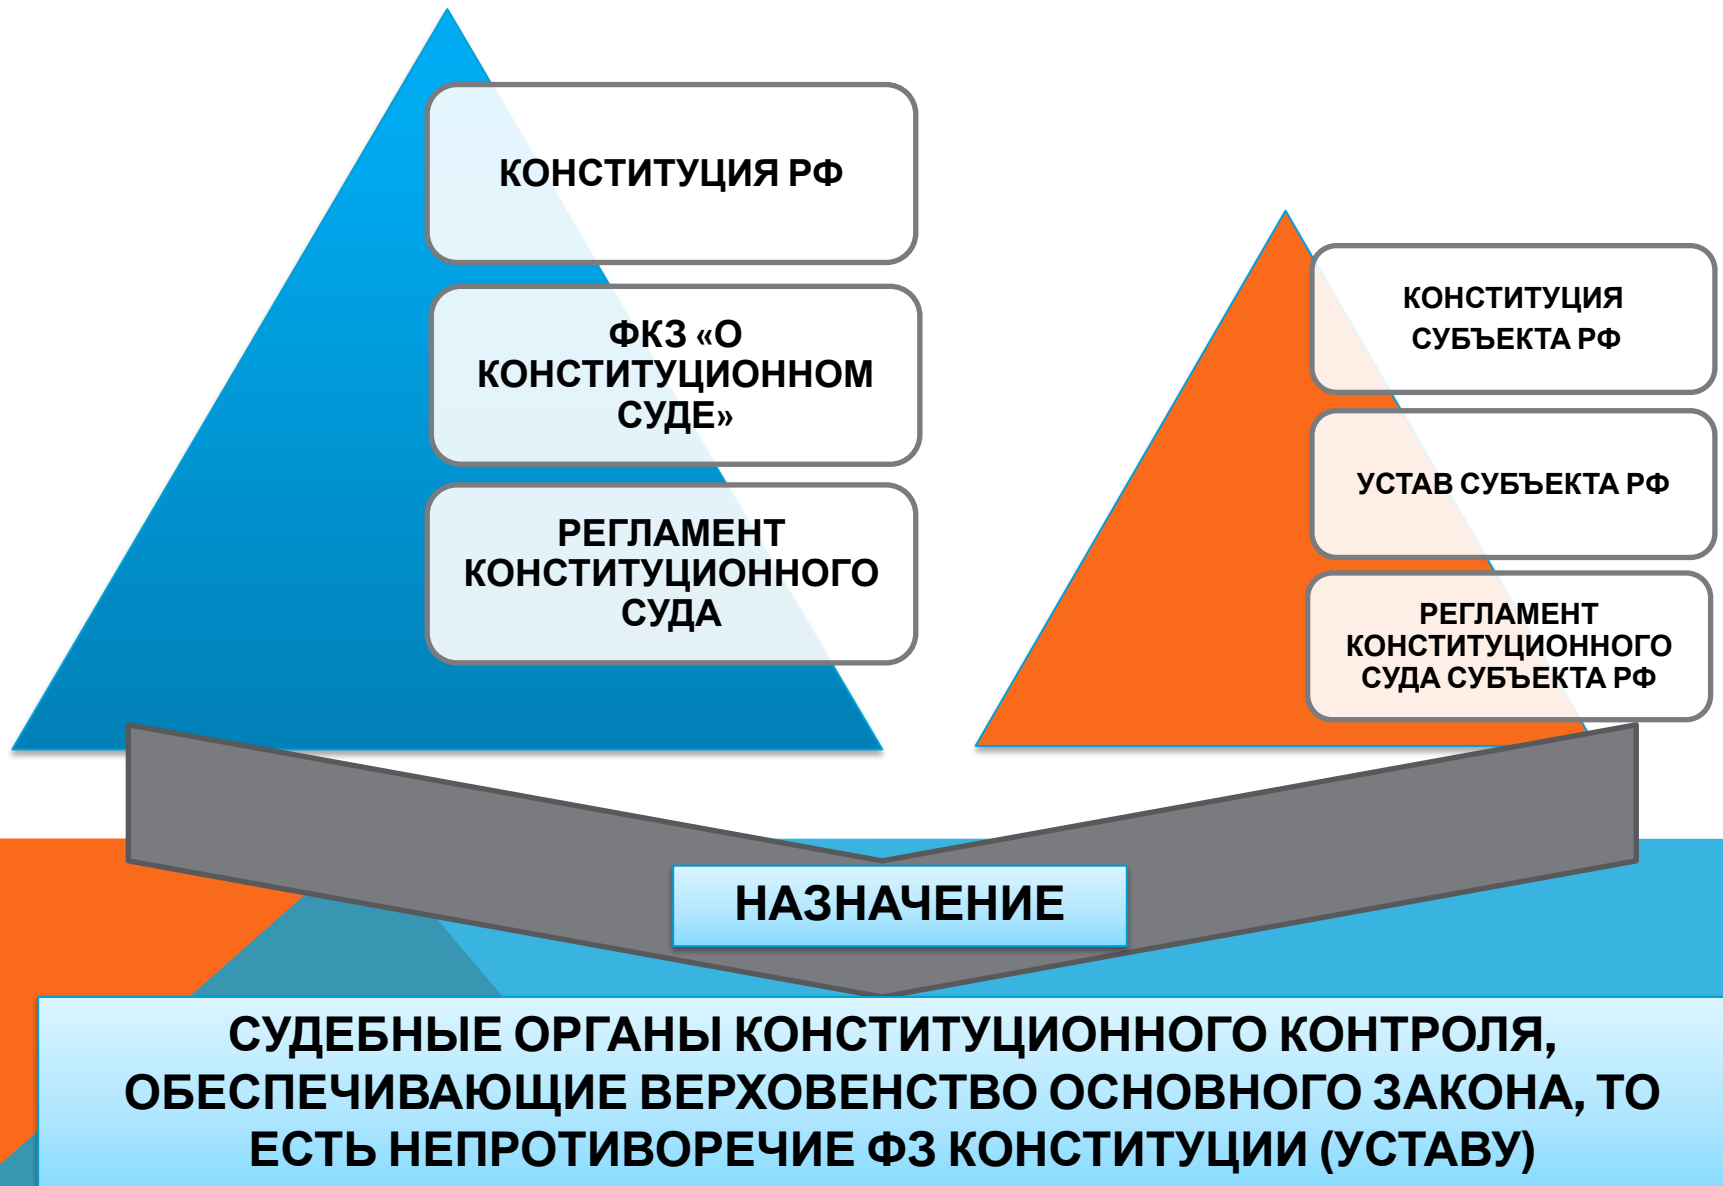 КОНСТИТУЦИЯ РФ
ФКЗ «О
КОНСТИТУЦИОННОМ
СУДЕ»
РЕГЛАМЕНТ
КОНСТИТУЦИОННОГО
СУДА
КОНСТИТУЦИЯ
СУБЪЕКТА РФ
УСТАВ СУБЪЕКТА РФ
РЕГЛАМЕНТ
КОНСТИТУЦИОННОГО
СУДА СУБЪЕКТА РФ
НАЗНАЧЕНИЕ
СУДЕБНЫЕ ОРГАНЫ КОНСТИТУЦИОННОГО КОНТРОЛЯ,
ОБЕСПЕЧИВАЮЩИЕ ВЕРХОВЕНСТВО ОСНОВНОГО ЗАКОНА, ТО
ЕСТЬ НЕПРОТИВОРЕЧИЕ ФЗ КОНСТИТУЦИИ (УСТАВУ)